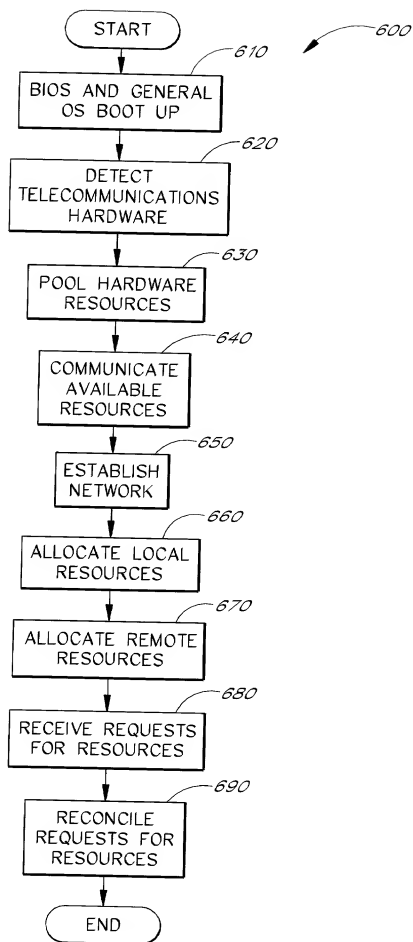 START
600
610
BIOS AND GENERAL
OS BOOT UP
620
DETECT
TELECOMMUNICATIONS
HARDWARE
630
POOL HARDWARE
RESOURCES
640
COMMUNICATE
AVAILABLE
RESOURCES
650
ESTABLISH
NETWORK
660
ALLOCATE LOCAL
RESOURCES
670
ALLOCATE REMOTE
RESOURCES
680
RECEIVE REQUESTS
FOR RESOURCES
690
RECONCILE
REQUESTS FOR
RESOURCES
END